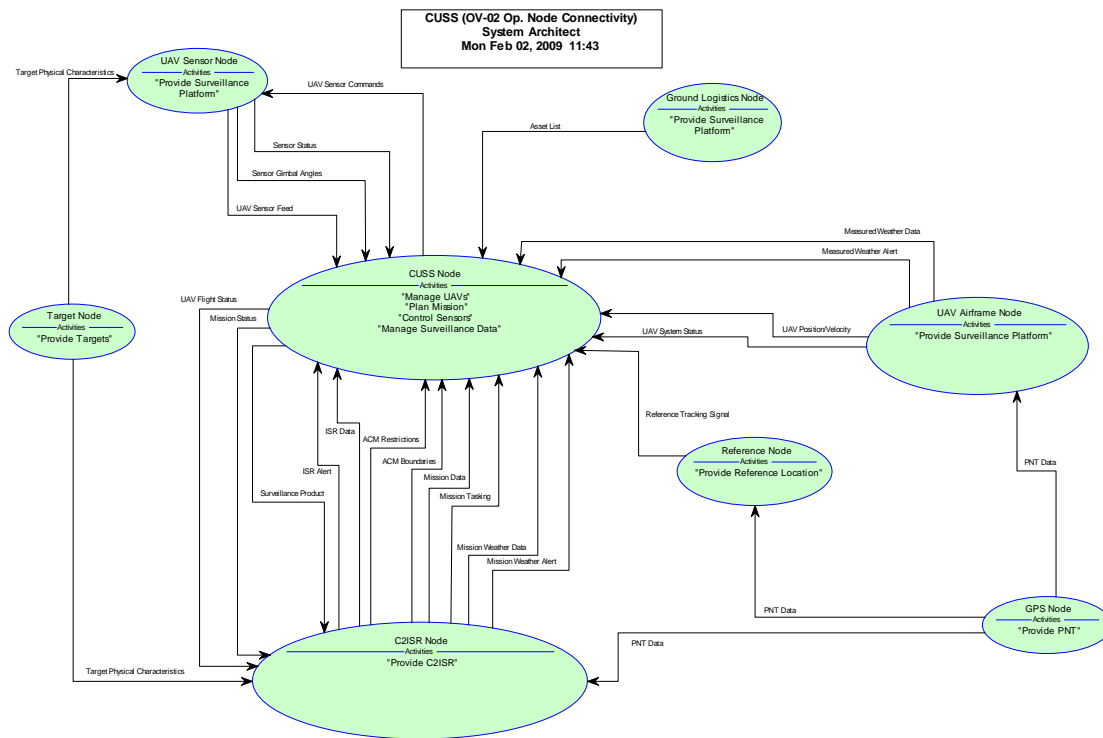 CUSS (OV-02 Op. Node Connectivity)
System Architect
Mon Feb 02, 2009 11:43
UAV Sensor Node
Activities
"Provide Surveillance
Platform"
Target Physical Characteristics
UAV Sensor Commands
Ground Logistics Node
Activities
"Provide Surveillance
Platform"
Asset List
Sensor Status
Sensor Gimbal Angles
UAV Sensor Feed
Measured Weather Data
Measured Weather Alert
CUSS Node
Activities
"Manage UAVs"
"Plan Mission"
"Control Sensors"
"Manage Surveillance Data"
UAV Flight Status
Mission Status
Target Node
Activities
"Provide Targets"
UAV Airframe Node
Activities
"Provide Surveillance Platform"
UAV Position/Velocity
UAV System Status
Reference Tracking Signal
ISR Data
ACM Restrictions
ISR Alert
ACM Boundaries
Mission Data
Surveillance Product
Mission Tasking
Reference Node
Activities
"Provide Reference Location"
PNT Data
Mission Weather Data
Mission Weather Alert
PNT Data
GPS Node
Activities
"Provide PNT"
C2ISR Node
Activities
"Provide C2ISR"
PNT Data
Target Physical Characteristics